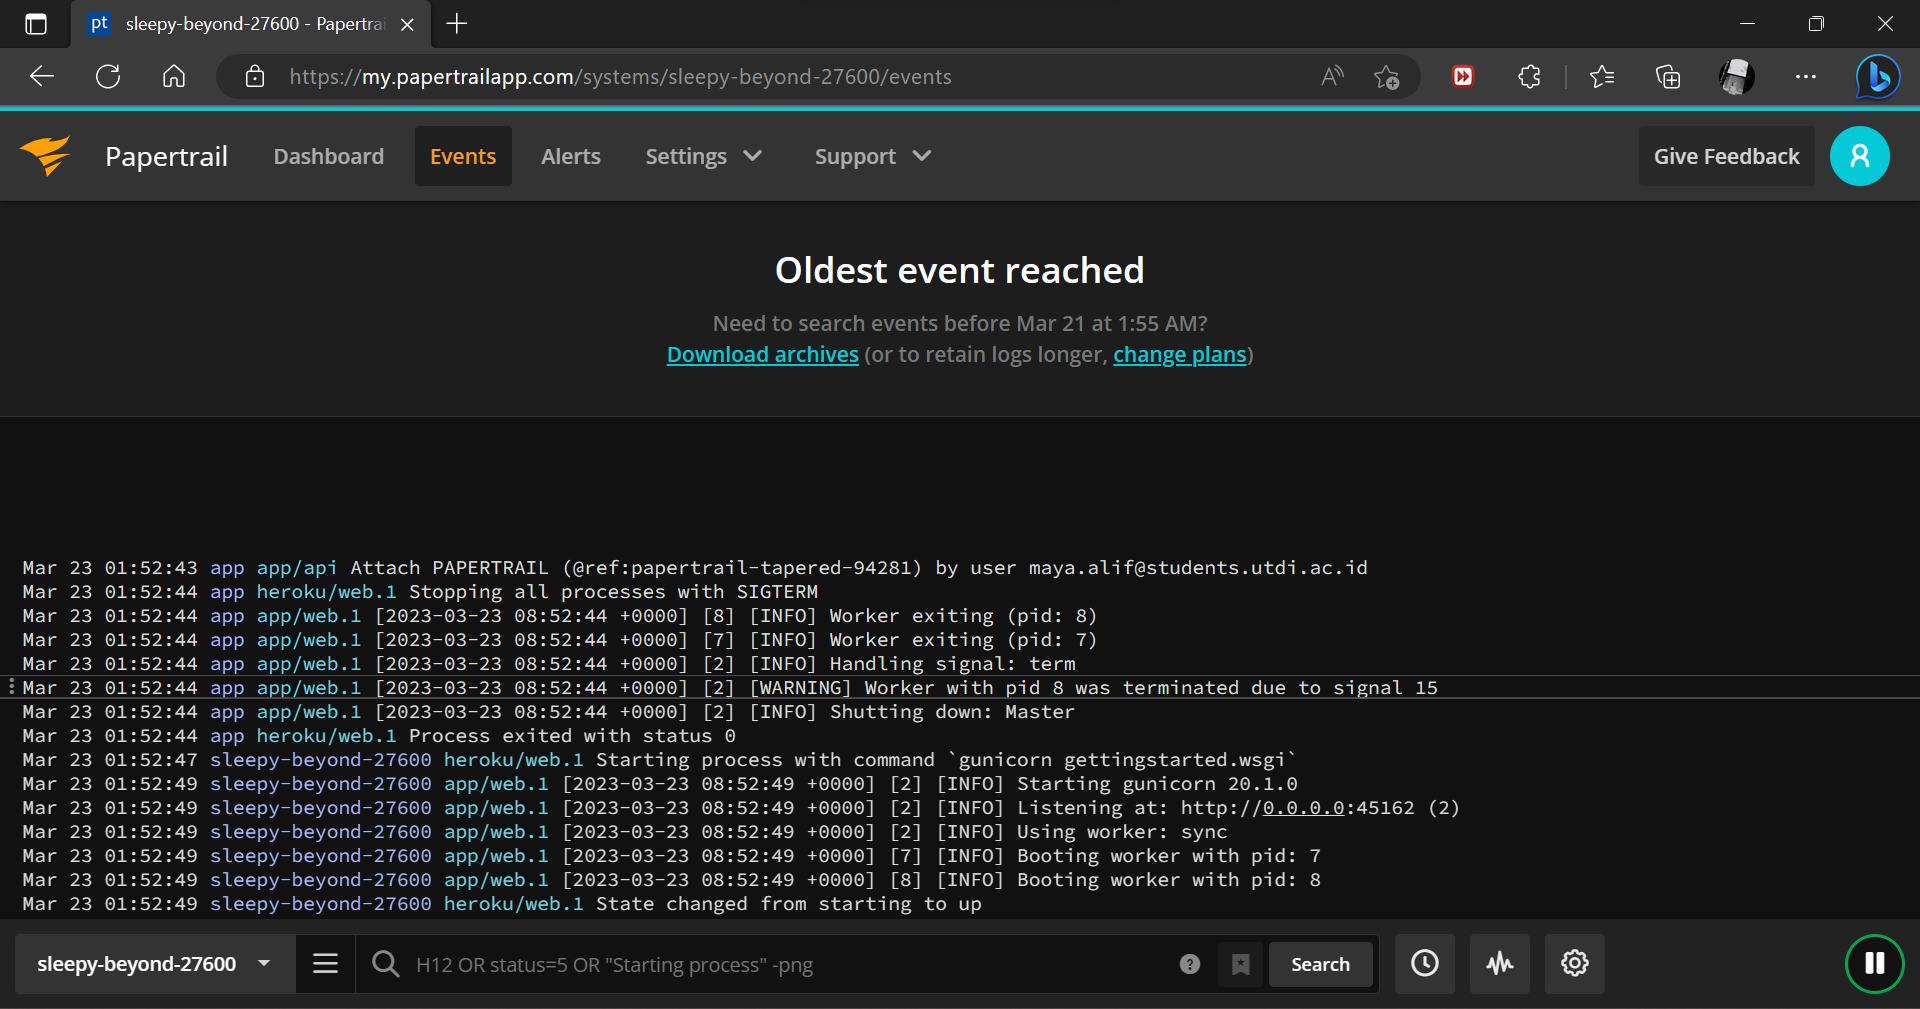 pt sleepy-beyond-27600 - Papertrai
https://my.papertrailapp.com/systems/sleepy-beyond-27600/events
Papertrail Dashboard Events Alerts Settings Support Give Feedback
Oldest event reached
Need to search events before Mar 21 at 1:55 AM?
Download archives (or to retain logs longer, change plans)
Mar 23 01:52:43 app app/api Attach PAPERTRAIL (@ref:papertrail-tapered-94281) by user maya.alif@students.utdi.ac.id
Mar 23 01:52:44 app heroku/web.1 Stopping all processes with SIGTERM
Mar 23 01:52:44 app app/web.1 [2023-03-23 08:52:44 +0000] [8] [INFO] Worker exiting (pid: 8)
Mar 23 01:52:44 app app/web.1 [2023-03-23 08:52:44 +0000] [7] [INFO] Worker exiting (pid: 7)
Mar 23 01:52:44 app app/web.1 [2023-03-23 08:52:44 +0000] [2] [INFO] Handling signal: term
Mar 23 01:52:44 app app/web.1 [2023-03-23 08:52:44 +0000] [2] [WARNING] Worker with pid 8 was terminated due to signal 15
Mar 23 01:52:44 app app/web.1 [2023-03-23 08:52:44 +0000] [2] [INFO] Shutting down: Master
Mar 23 01:52:44 app heroku/web.1 Process exited with status 0
Mar 23 01:52:47 sleepy-beyond-27600 heroku/web.1 Starting process with command `gunicorn gettingstarted.wsgi`
Mar 23 01:52:49 sleepy-beyond-27600 app/web.1 [2023-03-23 08:52:49 +0000] [2] [INFO] Starting gunicorn 20.1.0
Mar 23 01:52:49 sleepy-beyond-27600 app/web.1 [2023-03-23 08:52:49 +0000] [2] [INFO] Listening at: http://0.0.0.0:45162 (2)
Mar 23 01:52:49 sleepy-beyond-27600 app/web.1 [2023-03-23 08:52:49 +0000] [2] [INFO] Using worker: sync
Mar 23 01:52:49 sleepy-beyond-27600 app/web.1 [2023-03-23 08:52:49 +0000] [7] [INFO] Booting worker with pid: 7
Mar 23 01:52:49 sleepy-beyond-27600 app/web.1 [2023-03-23 08:52:49 +0000] [8] [INFO] Booting worker with pid: 8
Mar 23 01:52:49 sleepy-beyond-27600 heroku/web.1 State changed from starting to up
sleepy-beyond-27600 H12 OR status=5 OR "Starting process" -png ? Search